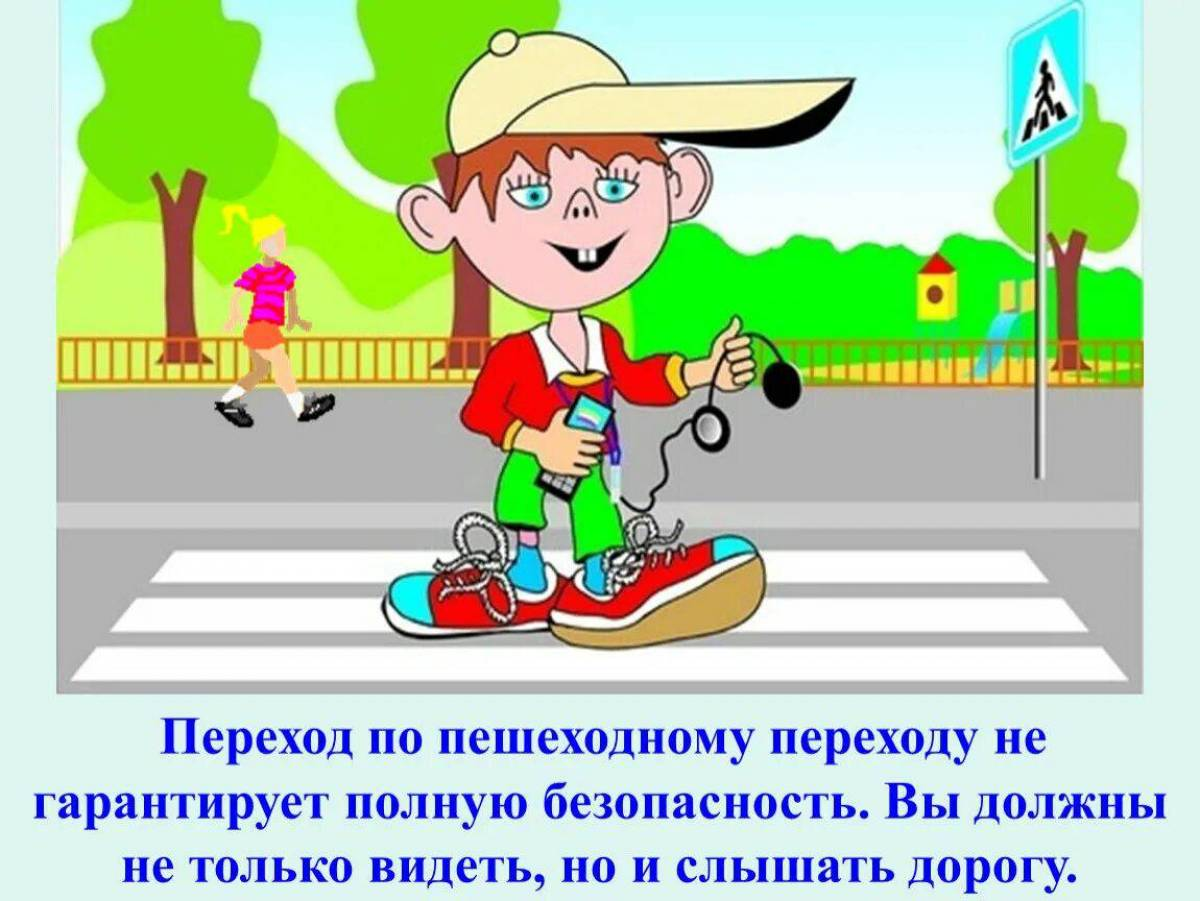 Переход по пешеходному переходу не
гарантирует полную безопасность. Вы должны
не только видеть, но и слышать дорогу.